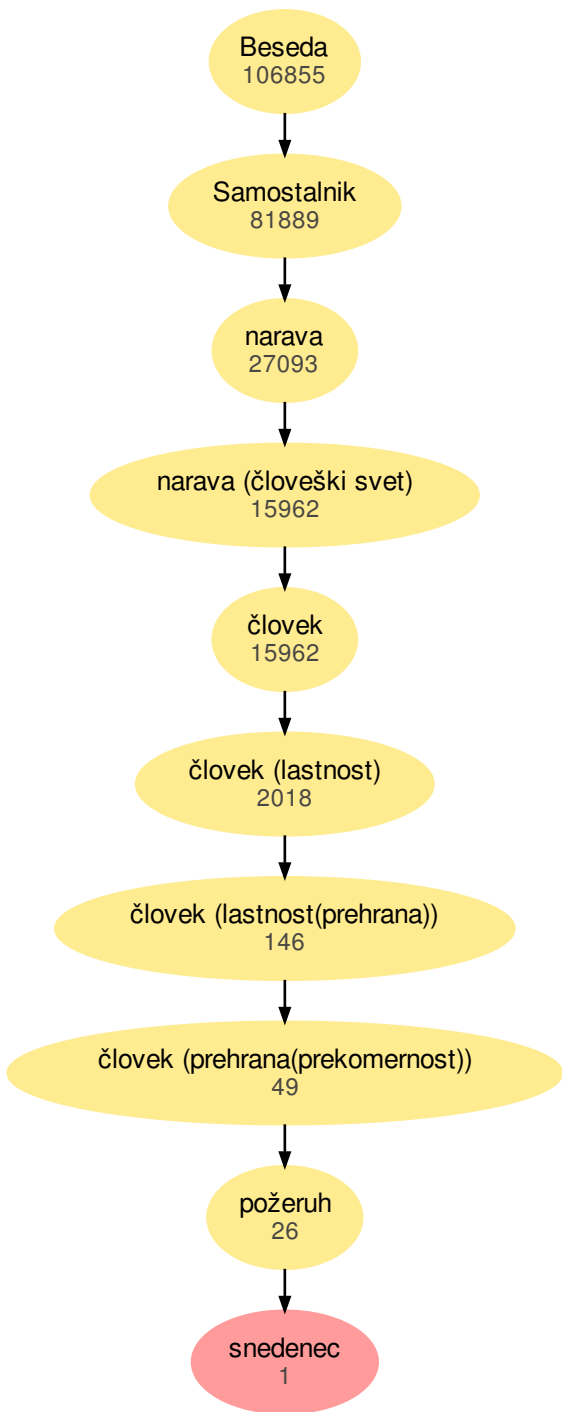 Beseda
106855
Samostalnik
81889
narava
27093
narava (človeški svet)
15962
človek
15962
človek (lastnost)
2018
človek (lastnost(prehrana))
146
človek (prehrana(prekomernost))
49
požeruh
26
snedenec
1